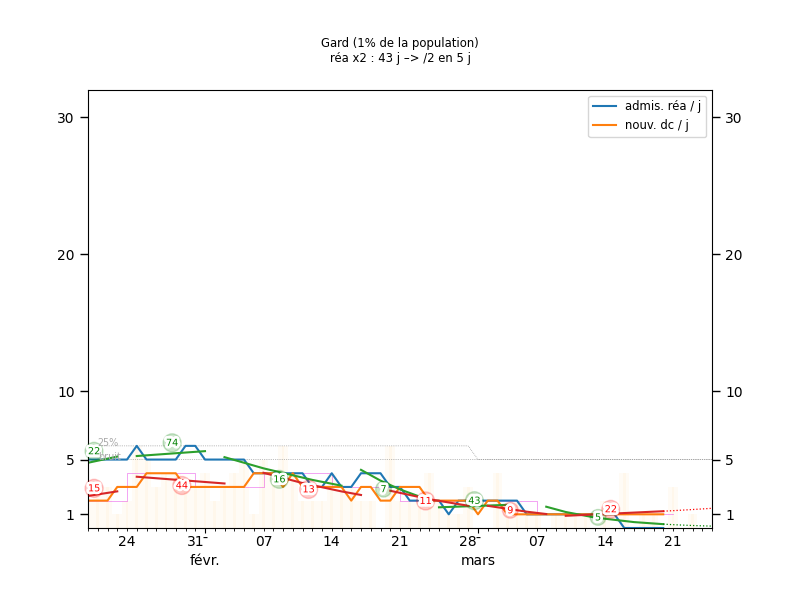 Gard (1% de la population)
réa x2 : 43 j –> /2 en 5 j
admis. réa / j
nouv. dc / j
30 30
20 20
10 10
5 5
1 1
25%
bruit
22 74 16 7 43 5
15 44 13 11 9 22
24 31 07 14 21 28 07 14 21
févr. mars